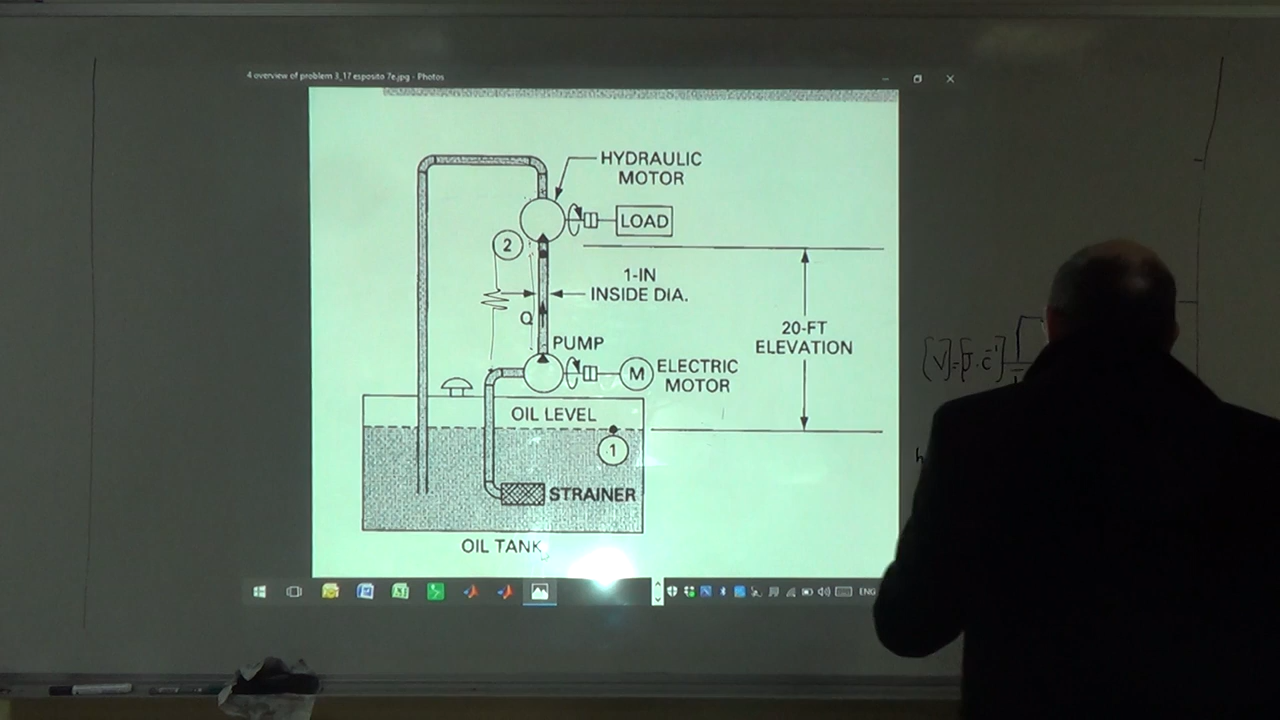 4 overview of problem 3_17 esposito 7e.jpg - Photos
HYDRAULIC
MOTOR
LOAD
2
1-IN
INSIDE DIA.
Q
20-FT
ELEVATION
PUMP
M
ELECTRIC
MOTOR
OIL LEVEL
1
STRAINER
OIL TANK
ENG